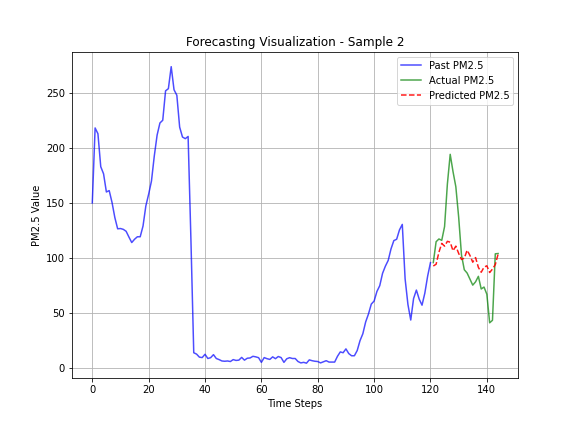 Forecasting Visualization - Sample 2
Past PM2.5
Actual PM2.5
Predicted PM2.5
PM2.5 Value
250
200
150
100
50
0
0 20 40 60 80 100 120 140
Time Steps